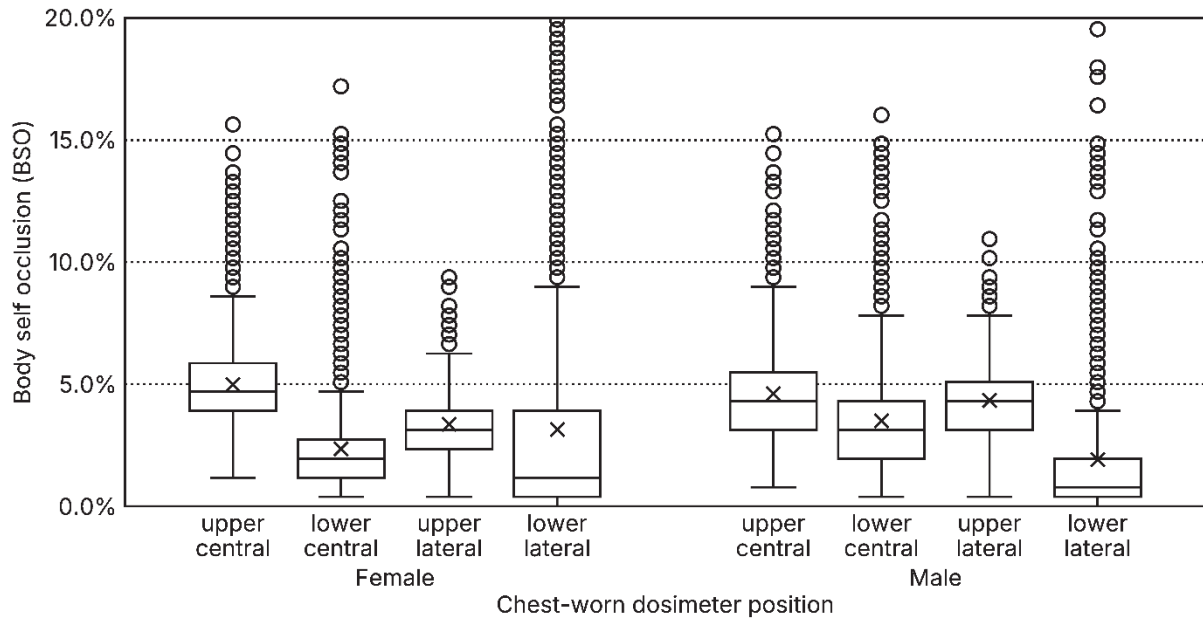 20.0%
15.0%
10.0%
5.0%
0.0%
Body self occlusion (BSO)
upper central
lower central
upper lateral
lower lateral
upper central
lower central
upper lateral
lower lateral
Female
Male
Chest-worn dosimeter position